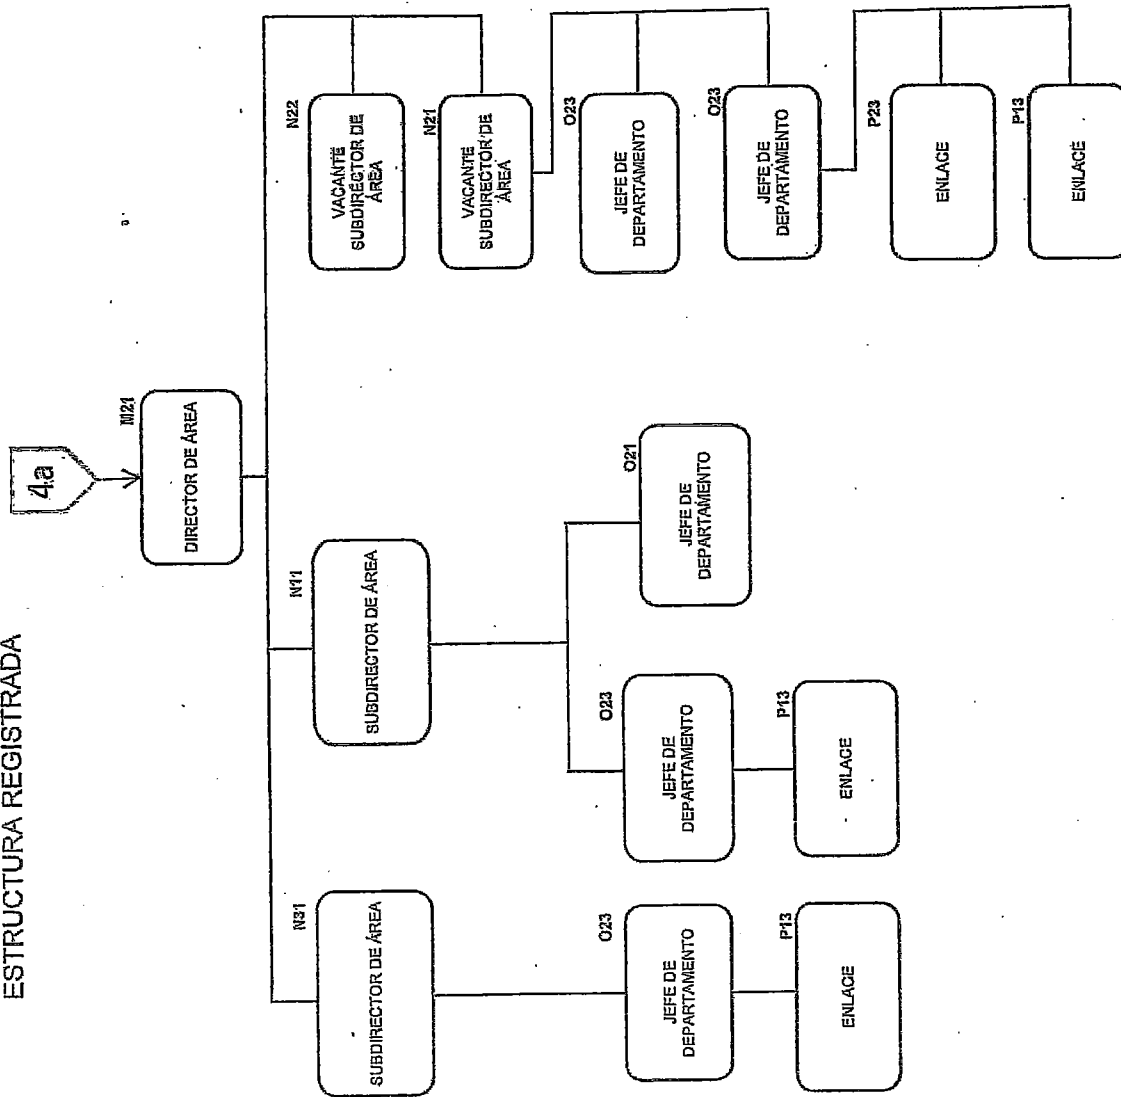 ESTRUCTURA REGISTRADA
4.a
M21
DIRECTOR DE ÁREA
N31
SUBDIRECTOR DE ÁREA
O23
JEFE DE
DEPARTAMENTO
P13
ENLACE
N11
SUBDIRECTOR DE ÁREA
O23
JEFE DE
DEPARTAMENTO
P13
ENLACE
O21
JEFE DE
DEPARTAMENTO
N22
VACANTE
SUBDIRECTOR DE
ÁREA
N21
VACANTE
SUBDIRECTOR DE
ÁREA
O23
JEFE DE
DEPARTAMENTO
O23
JEFE DE
DEPARTAMENTO
P23
ENLACE
P13
ENLACE